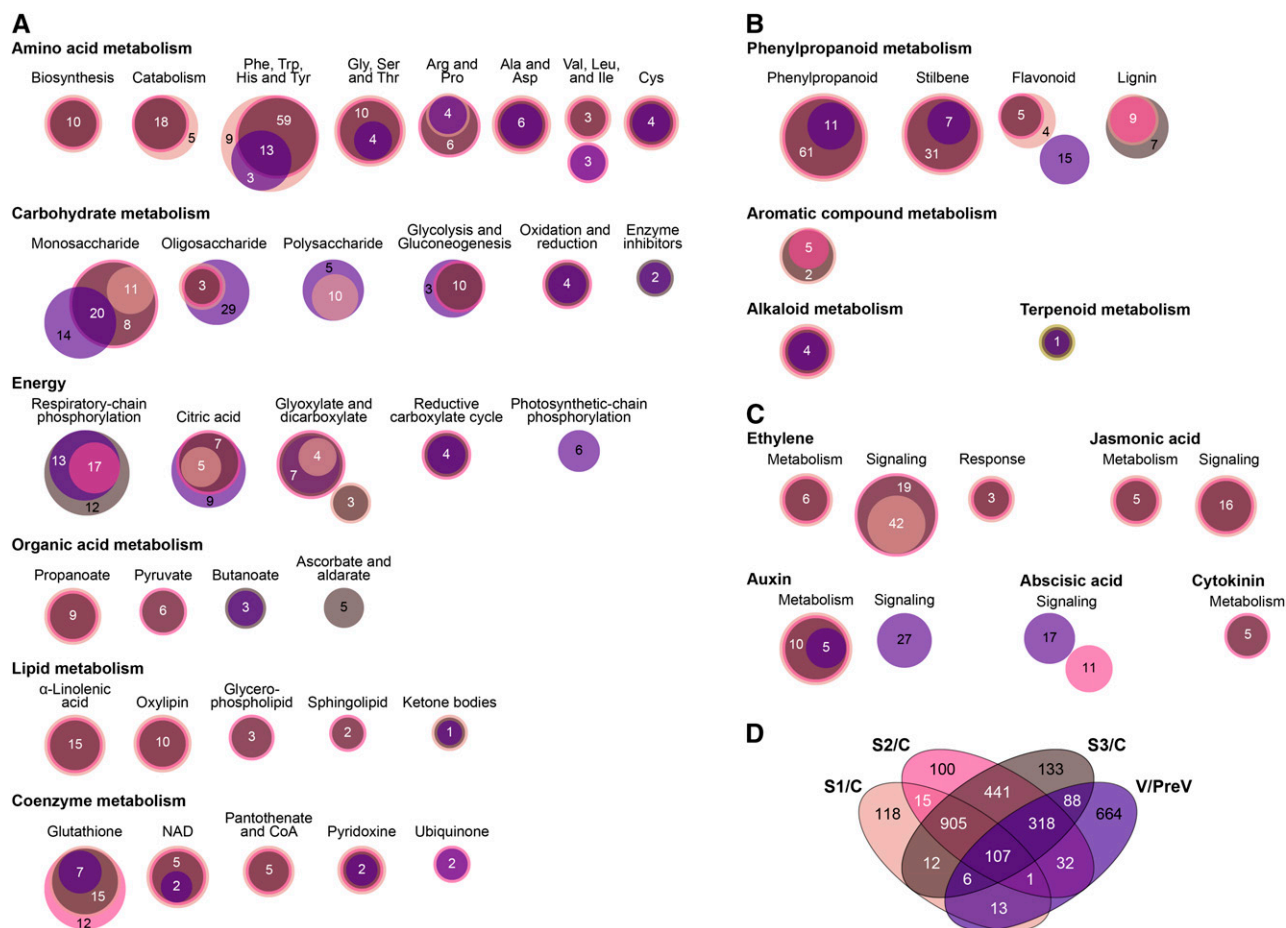 A
Amino acid metabolism
Biosynthesis
Catabolism
Phe, Trp,
His and Tyr
Gly, Ser
and Thr
Arg and
Pro
Ala and
Asp
Val, Leu,
and Ile
Cys
10
18
5
9
59
13
3
10
4
4
6
6
3
3
4
Carbohydrate metabolism
Monosaccharide
Oligosaccharide
Polysaccharide
Glycolysis and
Gluconeogenesis
Oxidation and
reduction
Enzyme
inhibitors
11
20
8
14
3
29
5
10
3
10
4
2
Energy
Respiratory-chain
phosphorylation
Citric acid
Glyoxylate and
dicarboxylate
Reductive
carboxylate cycle
Photosynthetic-chain
phosphorylation
13
17
12
7
5
9
4
7
3
4
6
Organic acid metabolism
Propanoate
Pyruvate
Butanoate
Ascorbate and
aldarate
9
6
3
5
Lipid metabolism
α-Linolenic
acid
Oxylipin
Glycero-
phospholipid
Sphingolipid
Ketone bodies
15
10
3
2
1
Coenzyme metabolism
Glutathione
NAD
Pantothenate
and CoA
Pyridoxine
Ubiquinone
7
15
12
5
2
5
2
2
B
Phenylpropanoid metabolism
Phenylpropanoid
Stilbene
Flavonoid
Lignin
11
61
7
31
5
4
15
9
7
Aromatic compound metabolism
5
2
Alkaloid metabolism
4
Terpenoid metabolism
1
C
Ethylene
Metabolism
Signaling
Response
6
19
42
3
Jasmonic acid
Metabolism
Signaling
5
16
Auxin
Metabolism
Signaling
10
5
27
Abscisic acid
Signaling
17
11
Cytokinin
Metabolism
5
D
S2/C
S3/C
S1/C
V/PreV
100
133
118
15
441
88
664
905
318
12
107
32
6
1
13